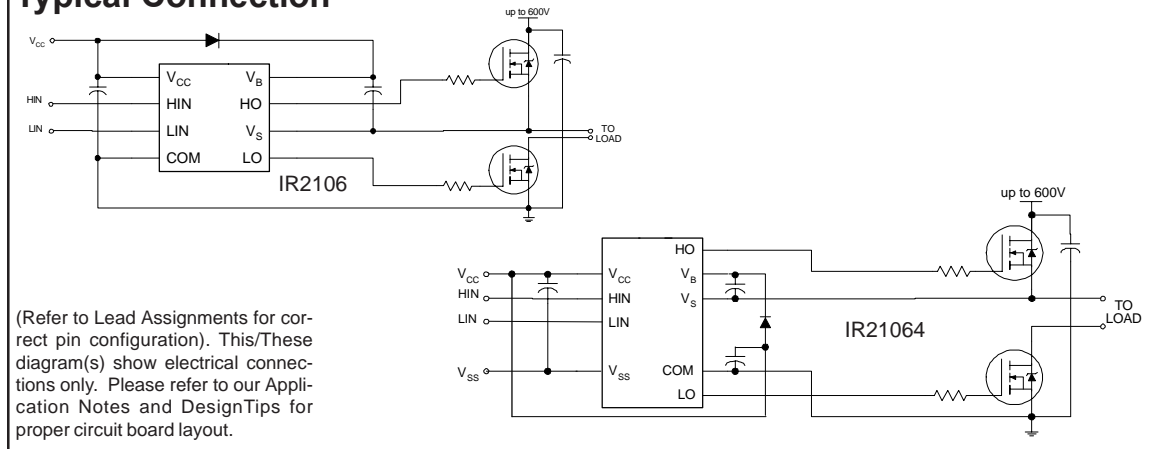 Typical Connection
up to 600V
VCC
VCC
VB
HIN
HIN
HO
LIN
LIN
VS
TO
LOAD
COM
LO
IR2106
up to 600V
HO
VCC
VCC
VB
HIN
HIN
VS
TO
LOAD
LIN
LIN
IR21064
VSS
VSS
COM
LO
(Refer to Lead Assignments for cor-
rect pin configuration). This/These
diagram(s) show electrical connec-
tions only. Please refer to our Appli-
cation Notes and DesignTips for
proper circuit board layout.